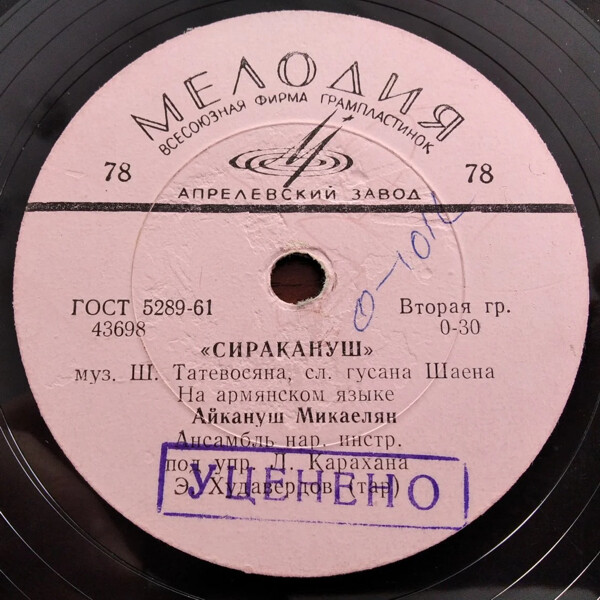 МЕЛОДИЯ
ВСЕСОЮЗНАЯ ФИРМА ГРАМПЛАСТИНОК
78 78
АПРЕЛЕВСКИЙ ЗАВОД
ГОСТ 5289-61 Вторая гр.
43698 0-30
«СИРАКАНУШ»
муз. Ш. Татевосяна, сл. гусана Шаена
На армянском языке
Айкануш Микаелян
Ансамбль нар. инстр.
под упр. Д. Карахана
Э. Худавердов (тар)
УЦЕНЕНО